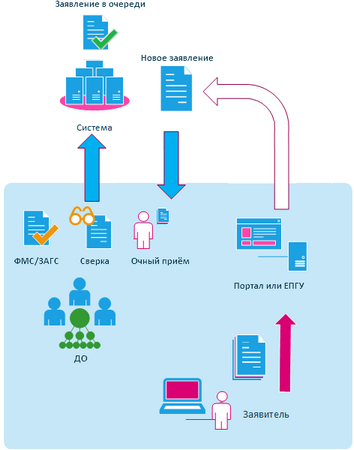 Заявление в очереди
Новое заявление
Система
ФМС/ЗАГС
Сверка
Очный приём
Портал или ЕПГУ
ДО
Заявитель